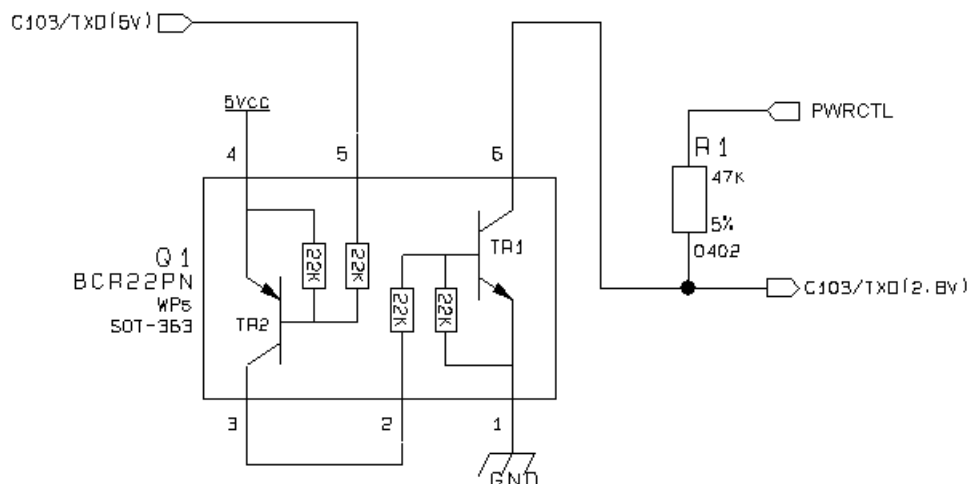 C103/TXD(5V)
5VCC
4
5
6
PWRCTL
R1
47K
5%
0402
Q1
BCR22PN
WPs
SOT-363
22K
22K
TR2
22K
22K
TR1
C103/TXD(2.8V)
3
2
1
GND